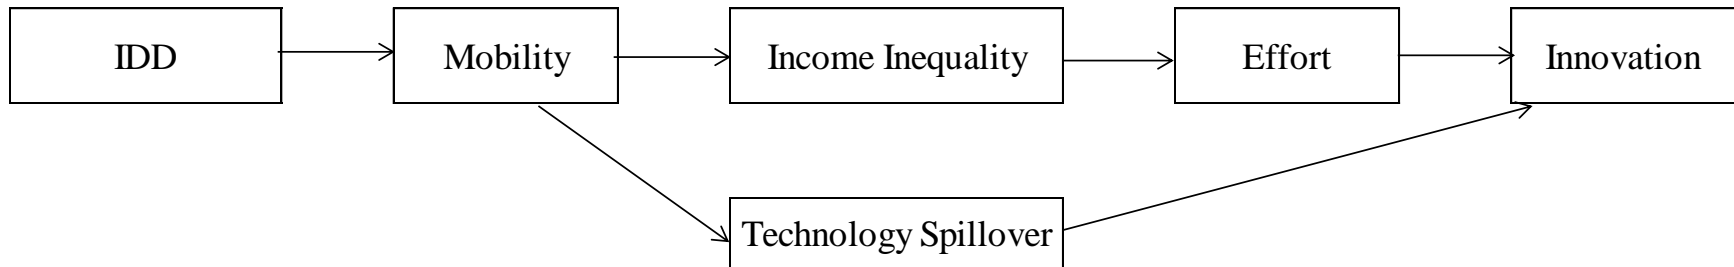 IDD
Mobility
Income Inequality
Effort
Innovation
Technology Spillover